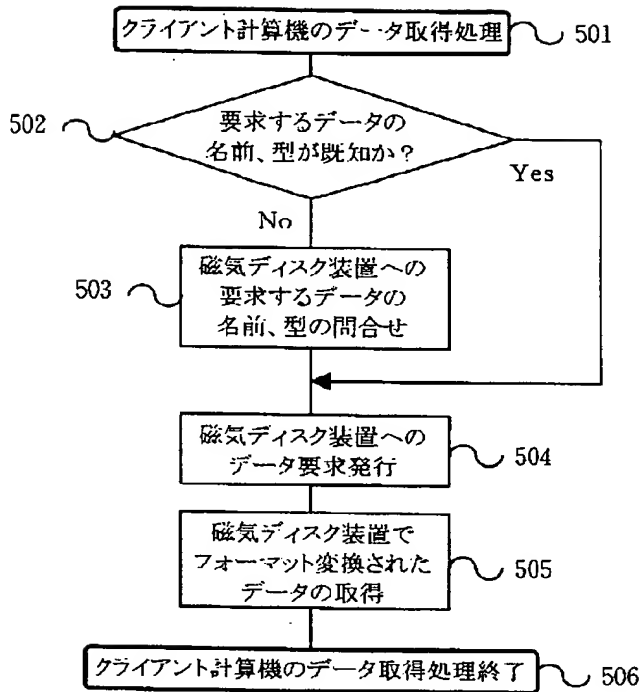 クライアント計算機のデータ取得処理
501
502
要求するデータの
名前、型が既知か?
Yes
No
磁気ディスク装置への
要求するデータの
名前、型の問合せ
503
磁気ディスク装置への
データ要求発行
504
磁気ディスク装置で
フォーマット変換された
データの取得
505
クライアント計算機のデータ取得処理終了
506